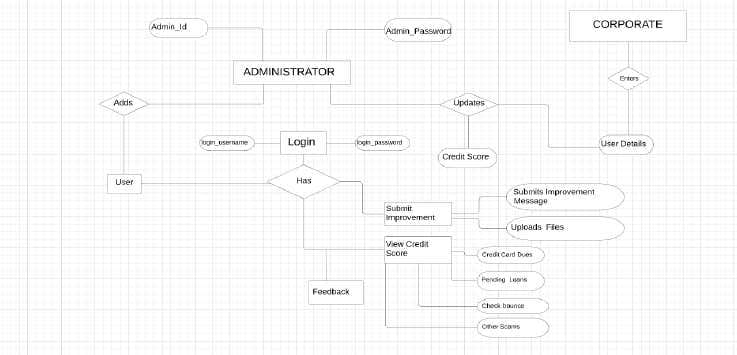 CORPORATE
Admin_Id
Admin_Password
ADMINISTRATOR
Enters
Adds
Updates
login_username
Login
login_password
User Details
Credit Score
User
Has
Submits Improvement
Message
Submit
Improvement
Uploads Files
View Credit
Score
Credit Card Dues
Pending Loans
Feedback
Check bounce
Other Scams